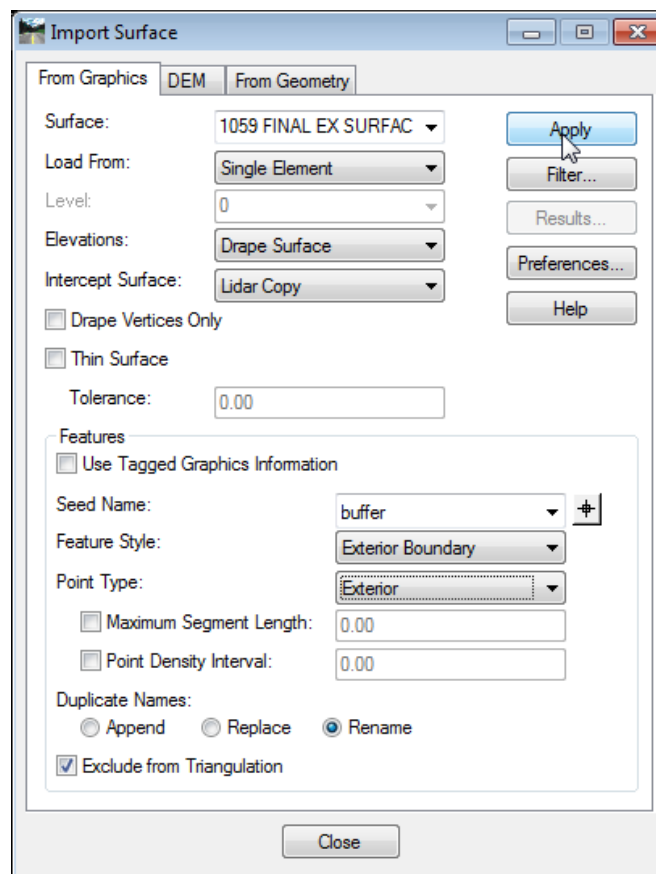 Import Surface
From Graphics DEM From Geometry
Surface: 1059 FINAL EX SURFAC Apply
Load From: Single Element Filter...
Level: 0 Results...
Elevations: Drape Surface Preferences...
Intercept Surface: Lidar Copy Help
Drape Vertices Only
Thin Surface
Tolerance: 0.00
Features
Use Tagged Graphics Information
Seed Name: buffer
Feature Style: Exterior Boundary
Point Type: Exterior
Maximum Segment Length: 0.00
Point Density Interval: 0.00
Duplicate Names:
Append Replace Rename
Exclude from Triangulation
Close